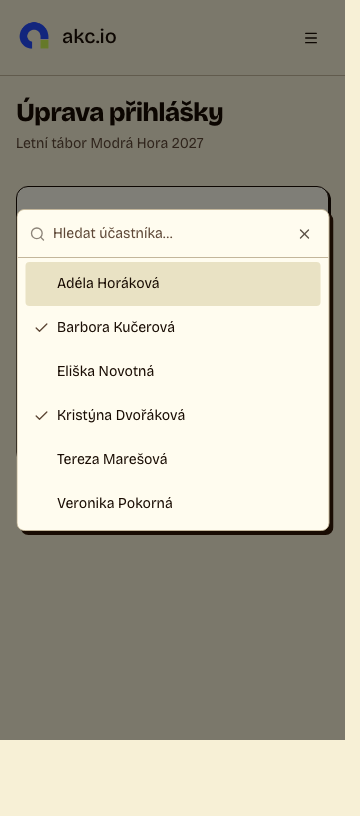 akc.io
Úprava přihlášky
Letní tábor Modrá Hora 2027
Hledat účastníka...
Adéla Horáková
Barbora Kučerová
Eliška Novotná
Kristýna Dvořáková
Tereza Marešová
Veronika Pokorná